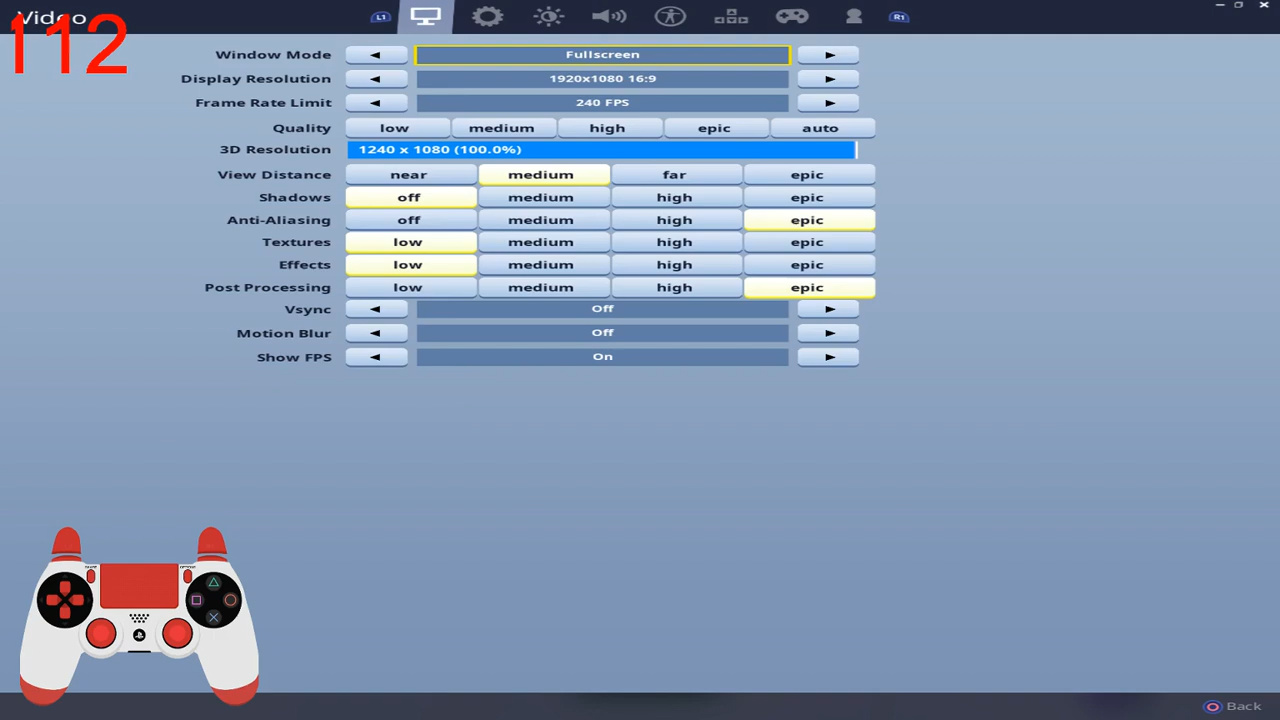 Video
112
L1
R1
Window Mode Fullscreen
Display Resolution 1920x1080 16:9
Frame Rate Limit 240 FPS
Quality low medium high epic auto
3D Resolution 1240 x 1080 (100.0%)
View Distance near medium far epic
Shadows off medium high epic
Anti-Aliasing off medium high epic
Textures low medium high epic
Effects low medium high epic
Post Processing low medium high epic
Vsync Off
Motion Blur Off
Show FPS On
Back